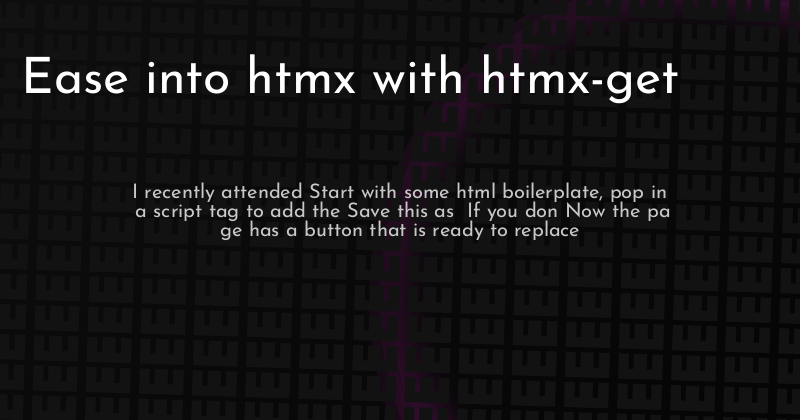 Ease into htmx with htmx-get
I recently attended Start with some html boilerplate, pop in
a script tag to add the Save this as  If you don Now the pa
ge has a button that is ready to replace